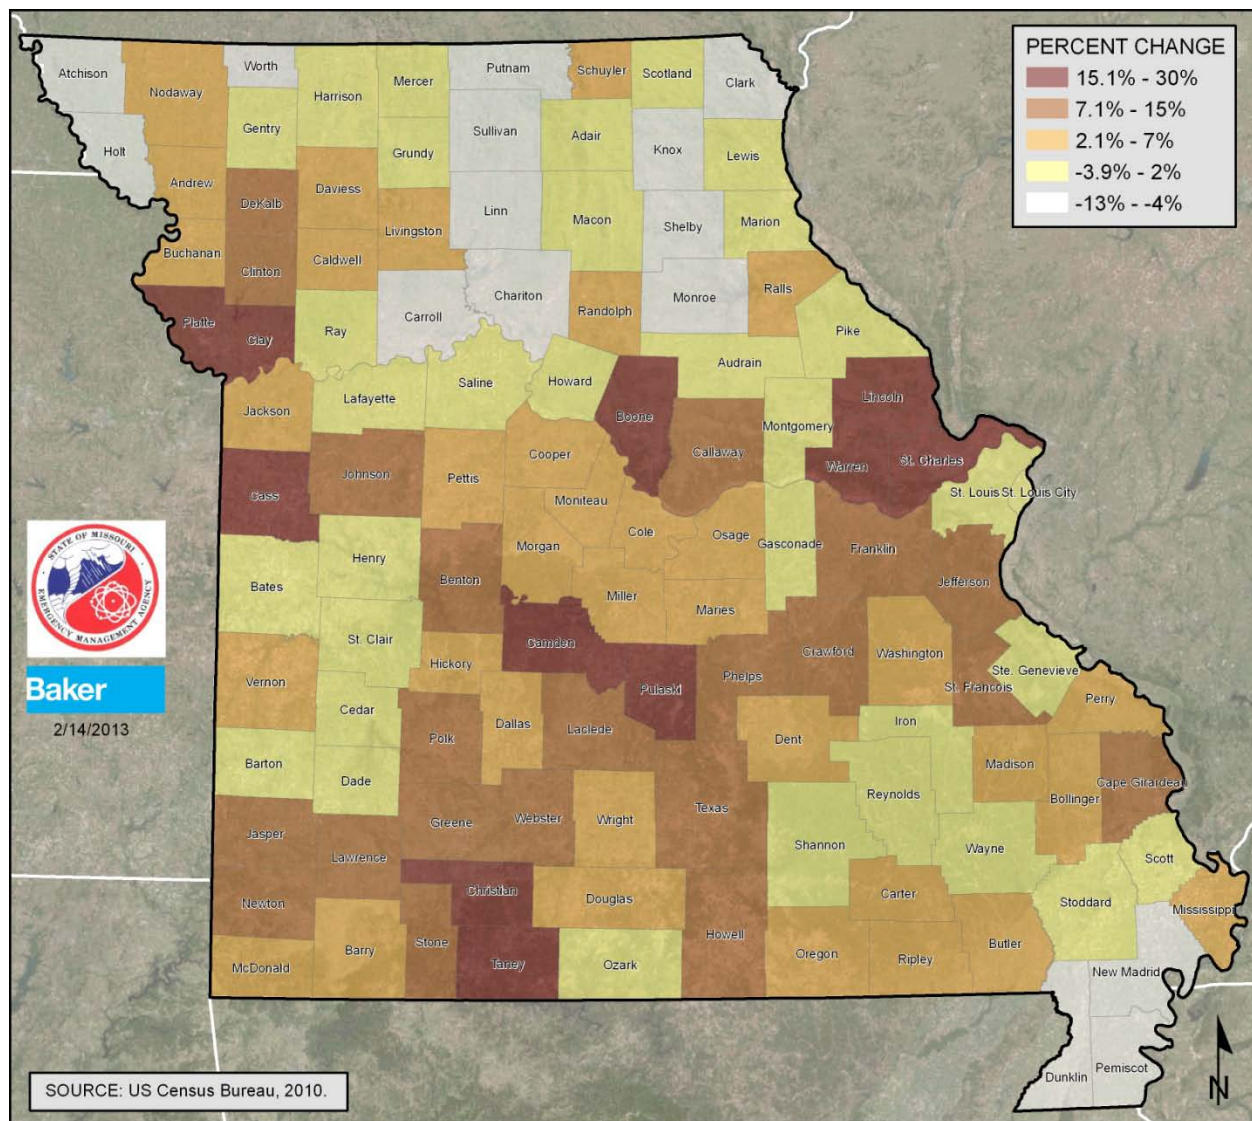 PERCENT CHANGE
15.1% - 30%
7.1% - 15%
2.1% - 7%
-3.9% - 2%
-13% - -4%
Atchison
Nodaway
Worth
Harrison
Mercer
Putnam
Schuyler
Scotland
Clark
Holt
Gentry
Grundy
Sullivan
Adair
Knox
Lewis
Andrew
DeKalb
Daviess
Livingston
Linn
Macon
Shelby
Marion
Buchanan
Clinton
Caldwell
Chariton
Randolph
Monroe
Ralls
Platte
Clay
Ray
Carroll
Pike
Audrain
Jackson
Lafayette
Saline
Howard
Boone
Callaway
Montgomery
Lincoln
Warren
St. Charles
Cass
Johnson
Pettis
Cooper
Moniteau
St. Louis
St. Louis City
Cole
Osage
Gasconade
Franklin
Jefferson
STATE OF MISSOURI
EMERGENCY MANAGEMENT AGENCY
Baker
2/14/2013
Bates
Henry
Benton
Morgan
Miller
Maries
St. Clair
Camden
Pulaski
Phelps
Crawford
Washington
St. Francois
Ste. Genevieve
Perry
Vernon
Hickory
Cedar
Polk
Dallas
Laclede
Dent
Iron
Madison
Bollinger
Cape Girardeau
Barton
Dade
Greene
Webster
Wright
Texas
Shannon
Reynolds
Wayne
Scott
Jasper
Lawrence
Christian
Douglas
Carter
Stoddard
Mississippi
Newton
McDonald
Barry
Stone
Taney
Ozark
Howell
Oregon
Ripley
Butler
New Madrid
Dunklin
Pemiscot
SOURCE: US Census Bureau, 2010.
N